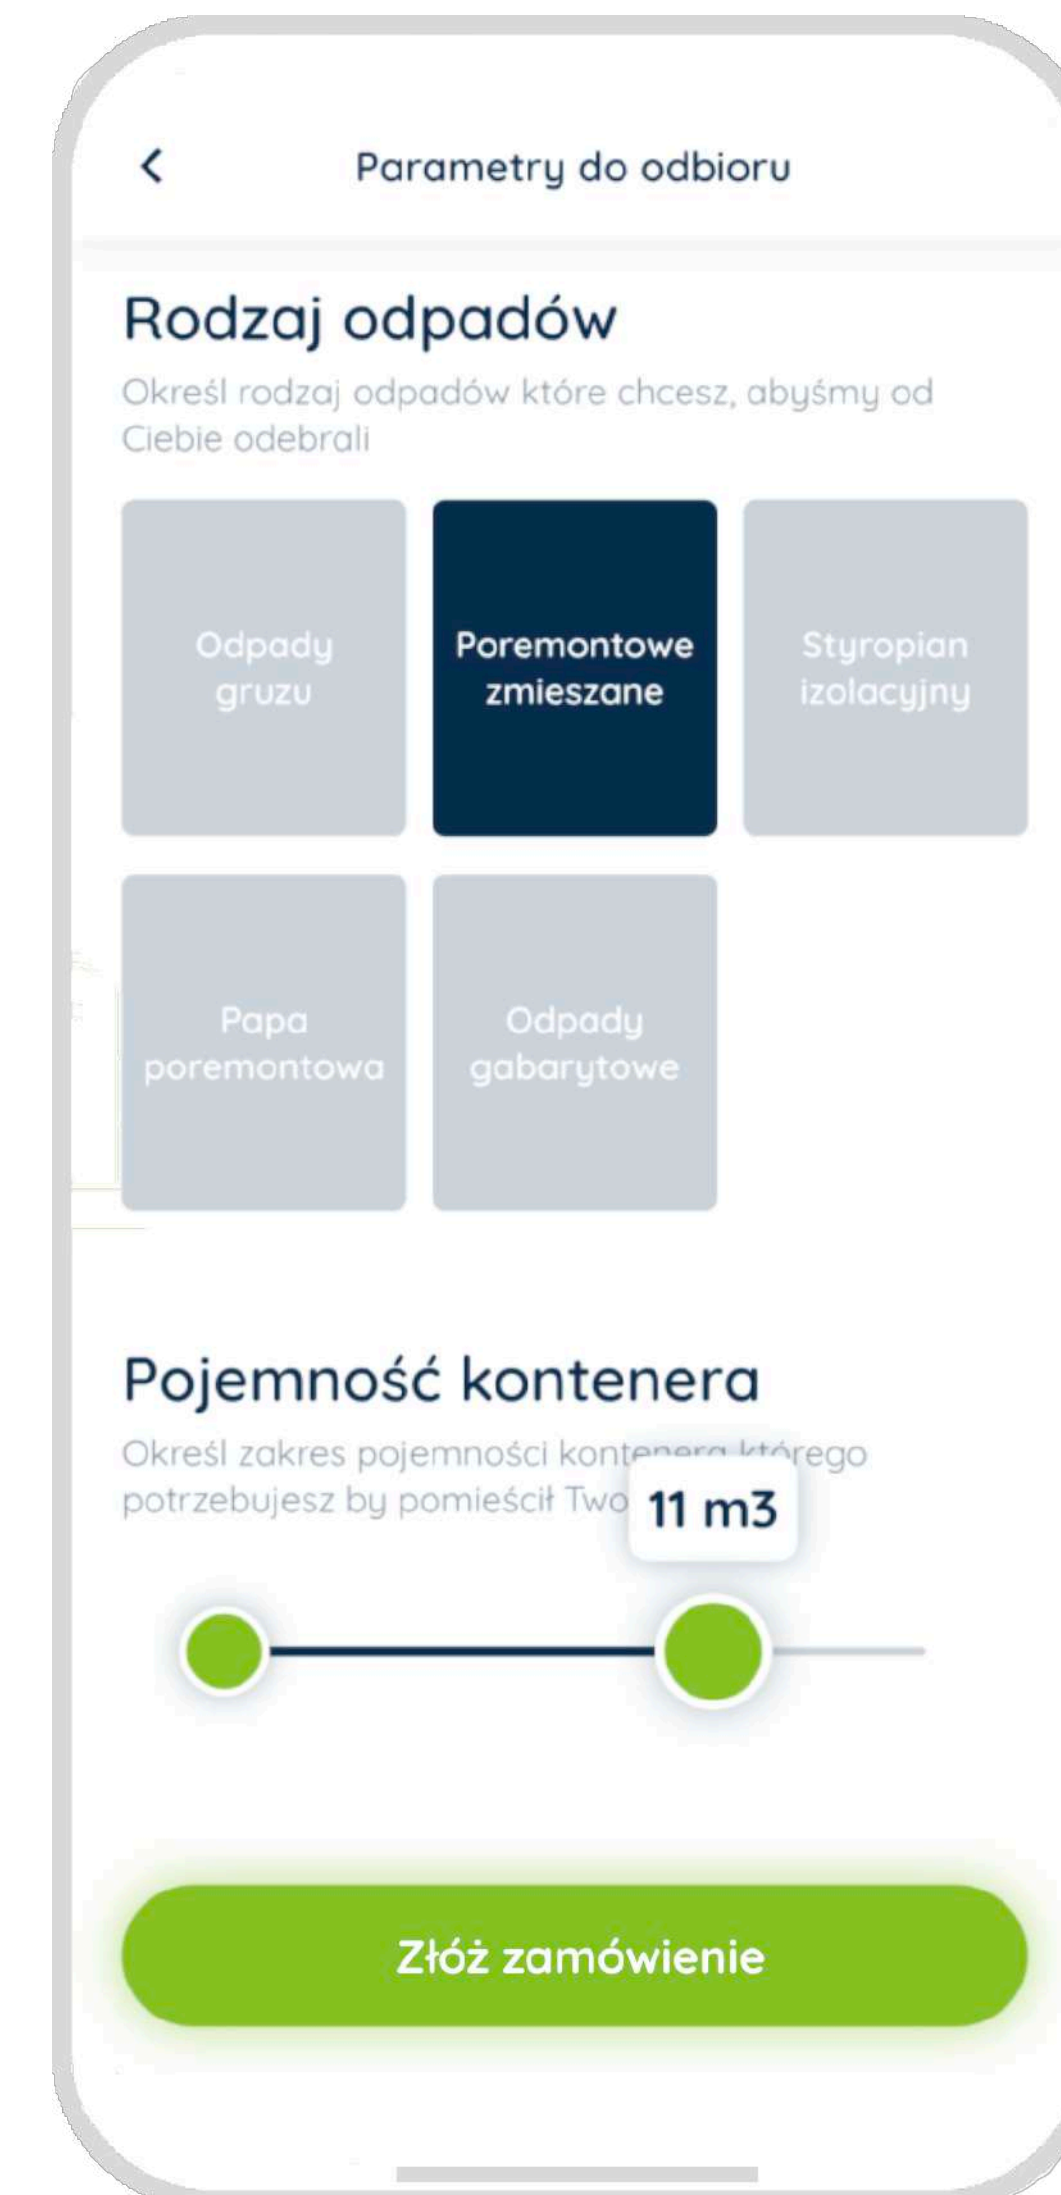 Parametry do odbioru
Rodzaj odpadów
Określ rodzaj odpadów które chcesz, abyśmy od
Ciebie odebrali
Odpady
gruzu
Poremontowe
zmieszane
Styropian
izolacyjny
Papa
poremontowa
Odpady
gabarytowe
Pojemność kontenera
Określ zakres pojemności kontenera którego
potrzebujesz by pomieścił Two
11 m3
Złóż zamówienie